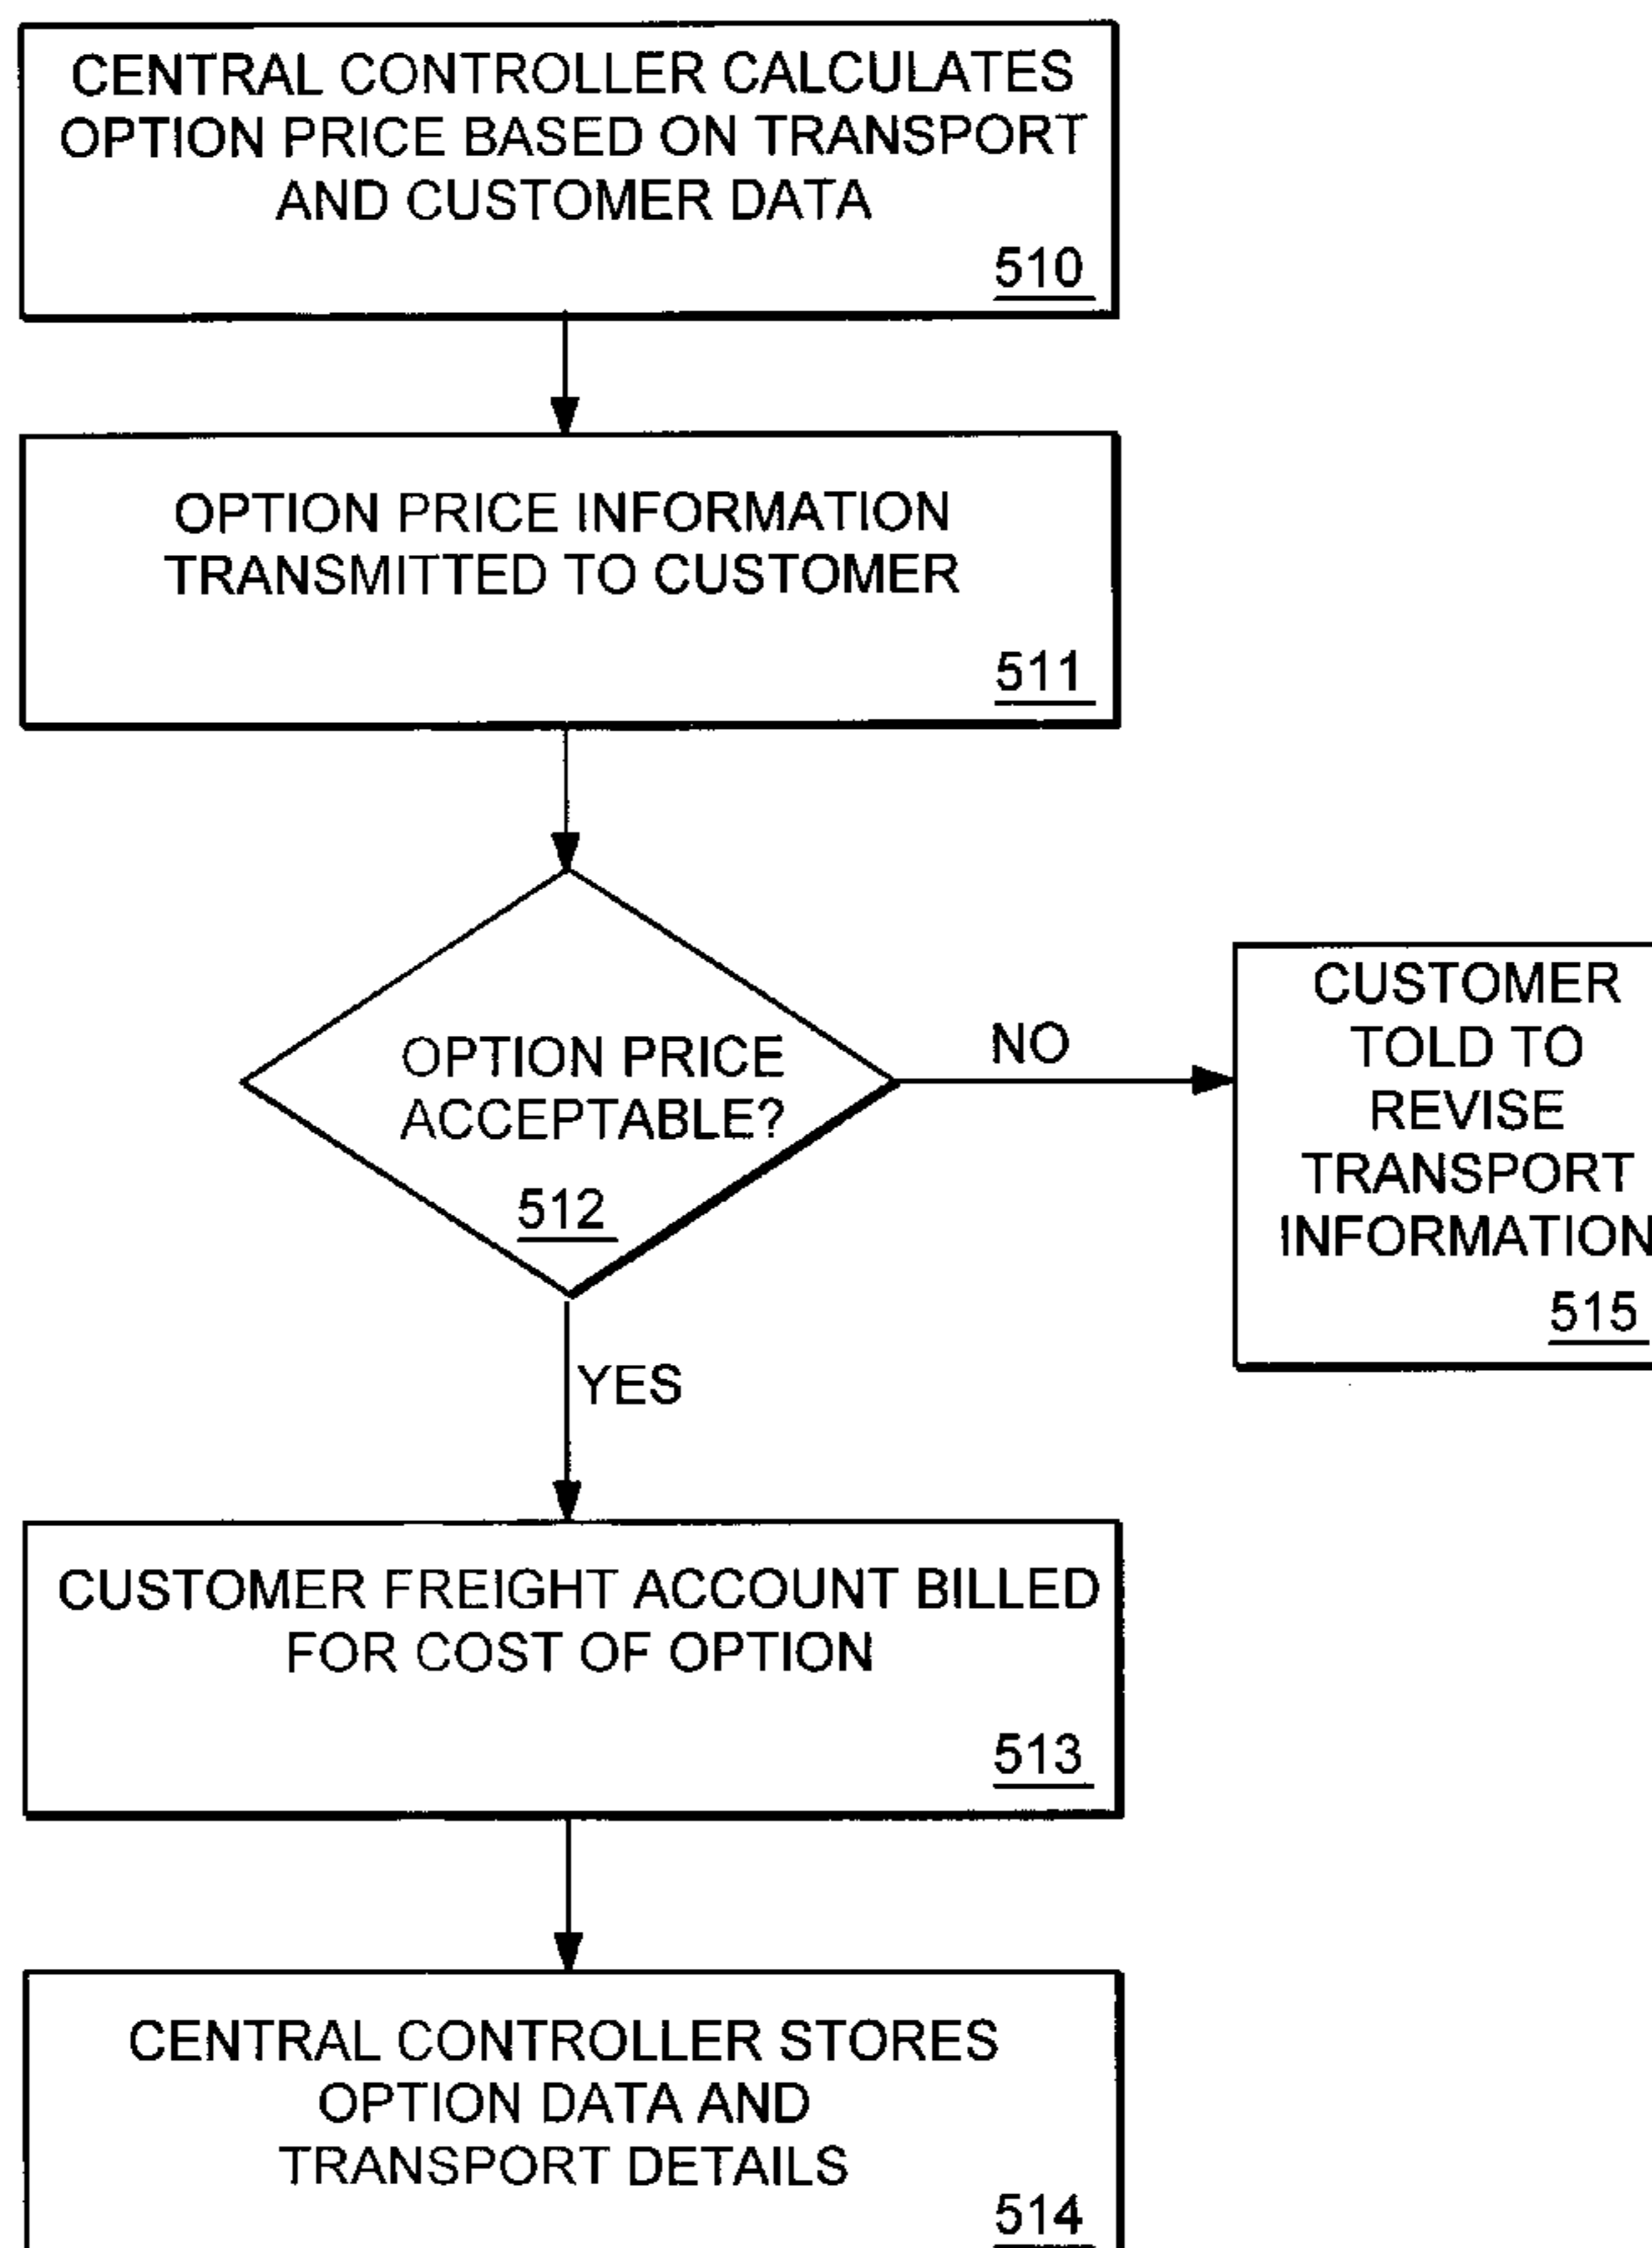 CENTRAL CONTROLLER CALCULATES
OPTION PRICE BASED ON TRANSPORT
AND CUSTOMER DATA
510
OPTION PRICE INFORMATION
TRANSMITTED TO CUSTOMER
511
OPTION PRICE
ACCEPTABLE?
512
NO
CUSTOMER
TOLD TO
REVISE
TRANSPORT
INFORMATION
515
YES
CUSTOMER FREIGHT ACCOUNT BILLED
FOR COST OF OPTION
513
CENTRAL CONTROLLER STORES
OPTION DATA AND
TRANSPORT DETAILS
514